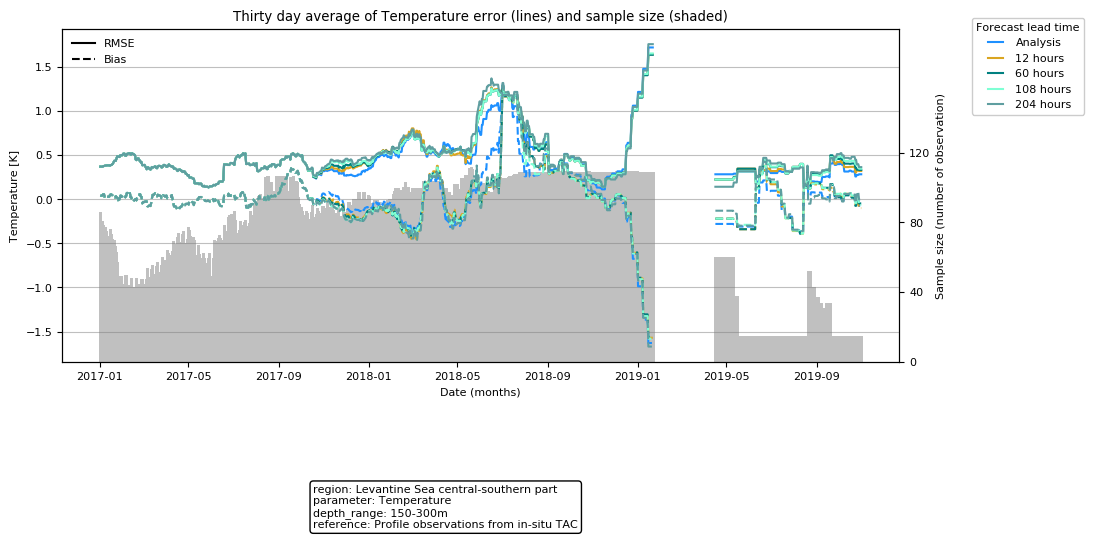 Thirty day average of Temperature error (lines) and sample size (shaded)
Forecast lead time
Analysis
12 hours
60 hours
108 hours
204 hours
RMSE
Bias
1.5
1.0
0.5
0.0
−0.5
−1.0
−1.5
Temperature [K]
120
80
40
0
Sample size (number of observation)
2017-01
2017-05
2017-09
2018-01
2018-05
2018-09
2019-01
2019-05
2019-09
Date (months)
region: Levantine Sea central-southern part
parameter: Temperature
depth_range: 150-300m
reference: Profile observations from in-situ TAC